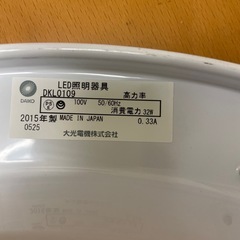 LED照明器具
DAIKO
DKL0109
高力率
100V 50/60Hz
消費電力 32W
2015年製 MADE IN JAPAN
0.33A
0525
大光電機株式会社